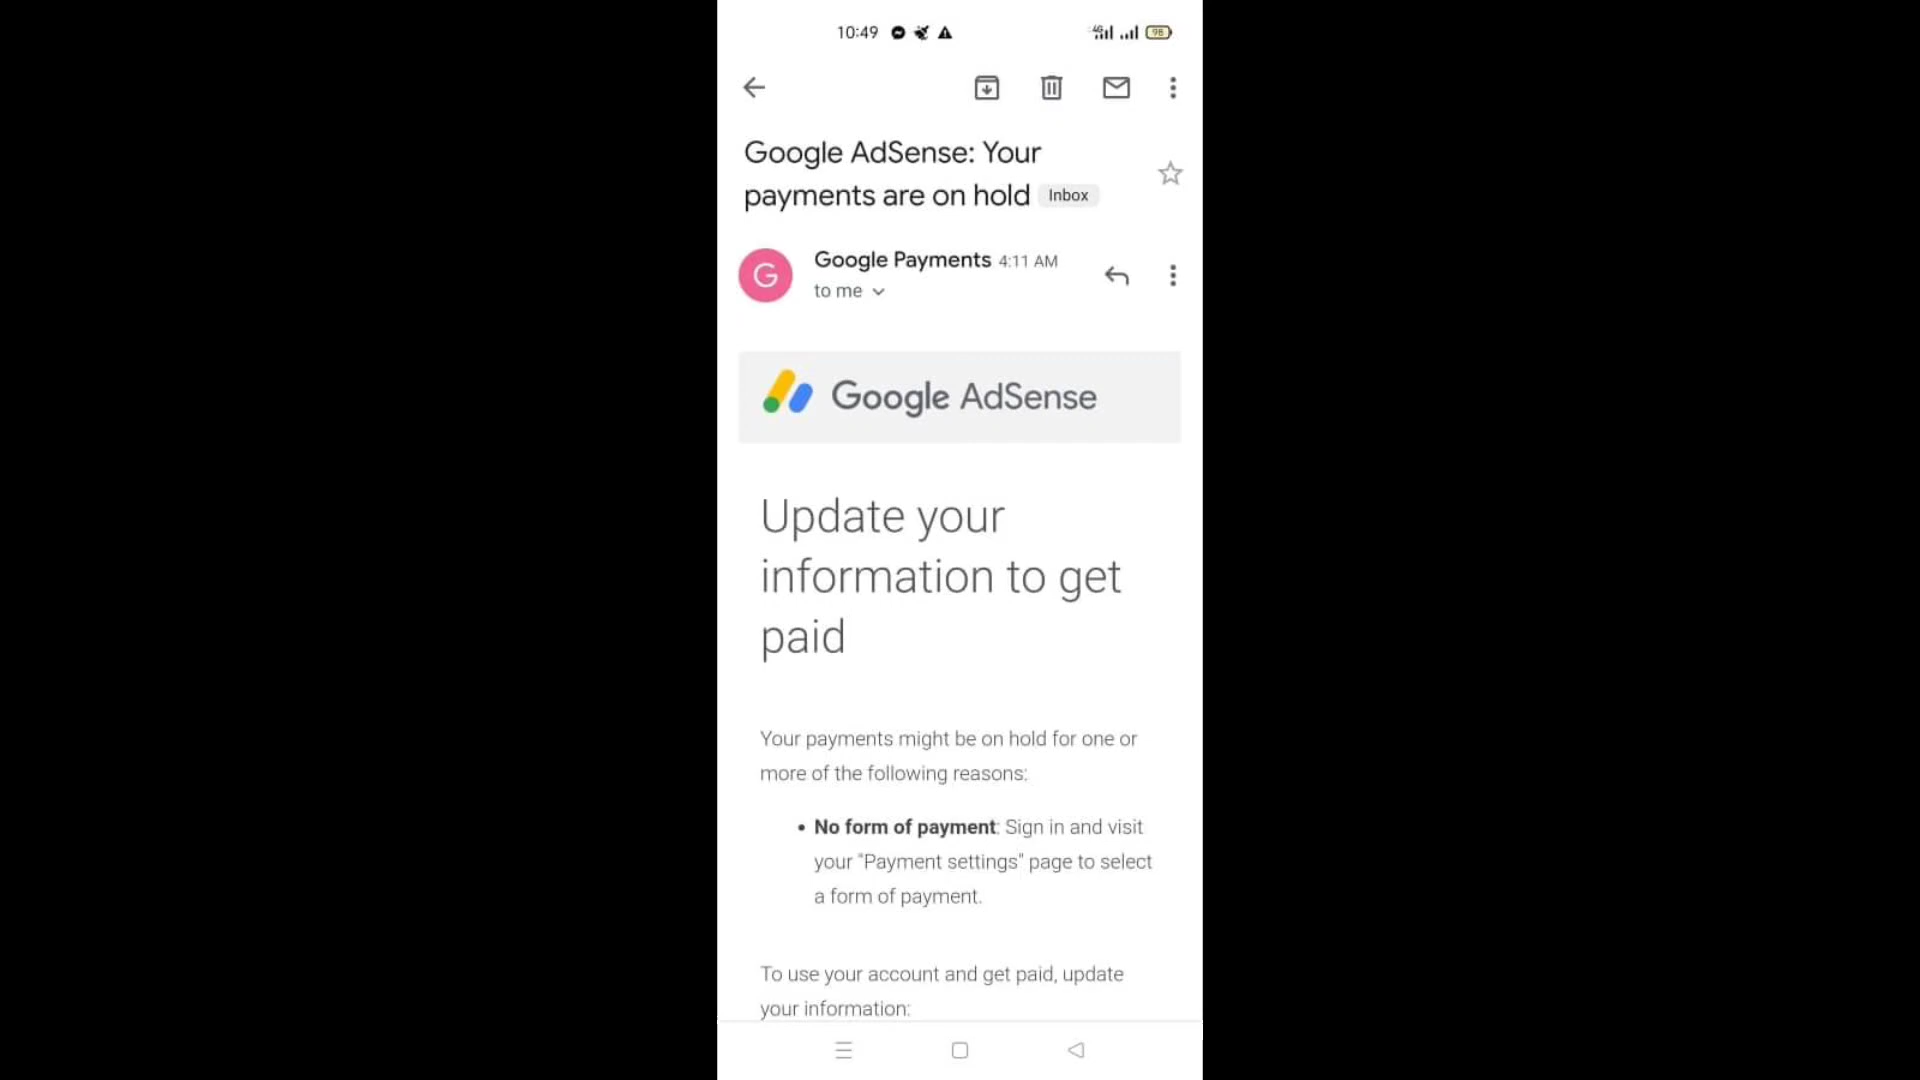 10:49
4G
98
Google AdSense: Your
payments are on hold Inbox
G
Google Payments 4:11 AM
to me
Google AdSense
Update your
information to get
paid
Your payments might be on hold for one or
more of the following reasons:
• No form of payment: Sign in and visit
your "Payment settings" page to select
a form of payment.
To use your account and get paid, update
your information: